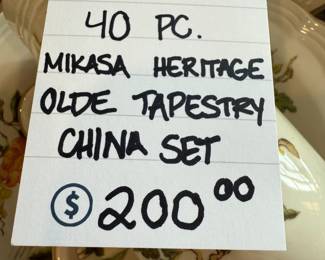 40 PC.
MIKASA HERITAGE
OLDE TAPESTRY
CHINA SET
$ 200 00